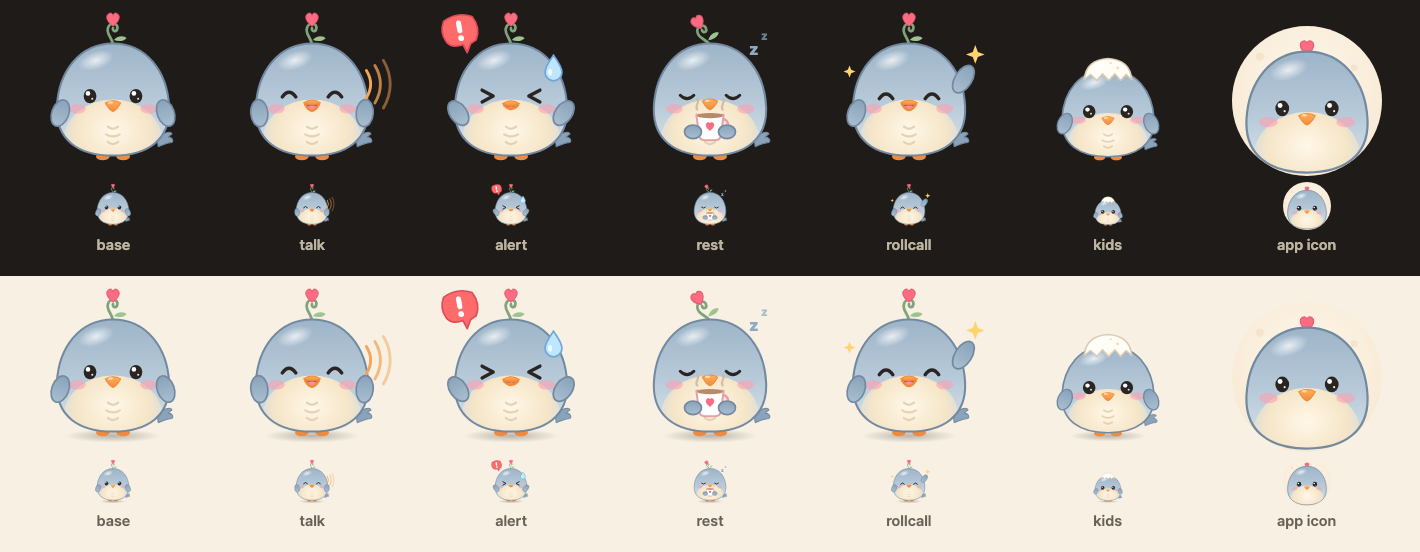 !
z
z
!
base
talk
alert
rest
rollcall
kids
app icon
!
z
z
!
base
talk
alert
rest
rollcall
kids
app icon